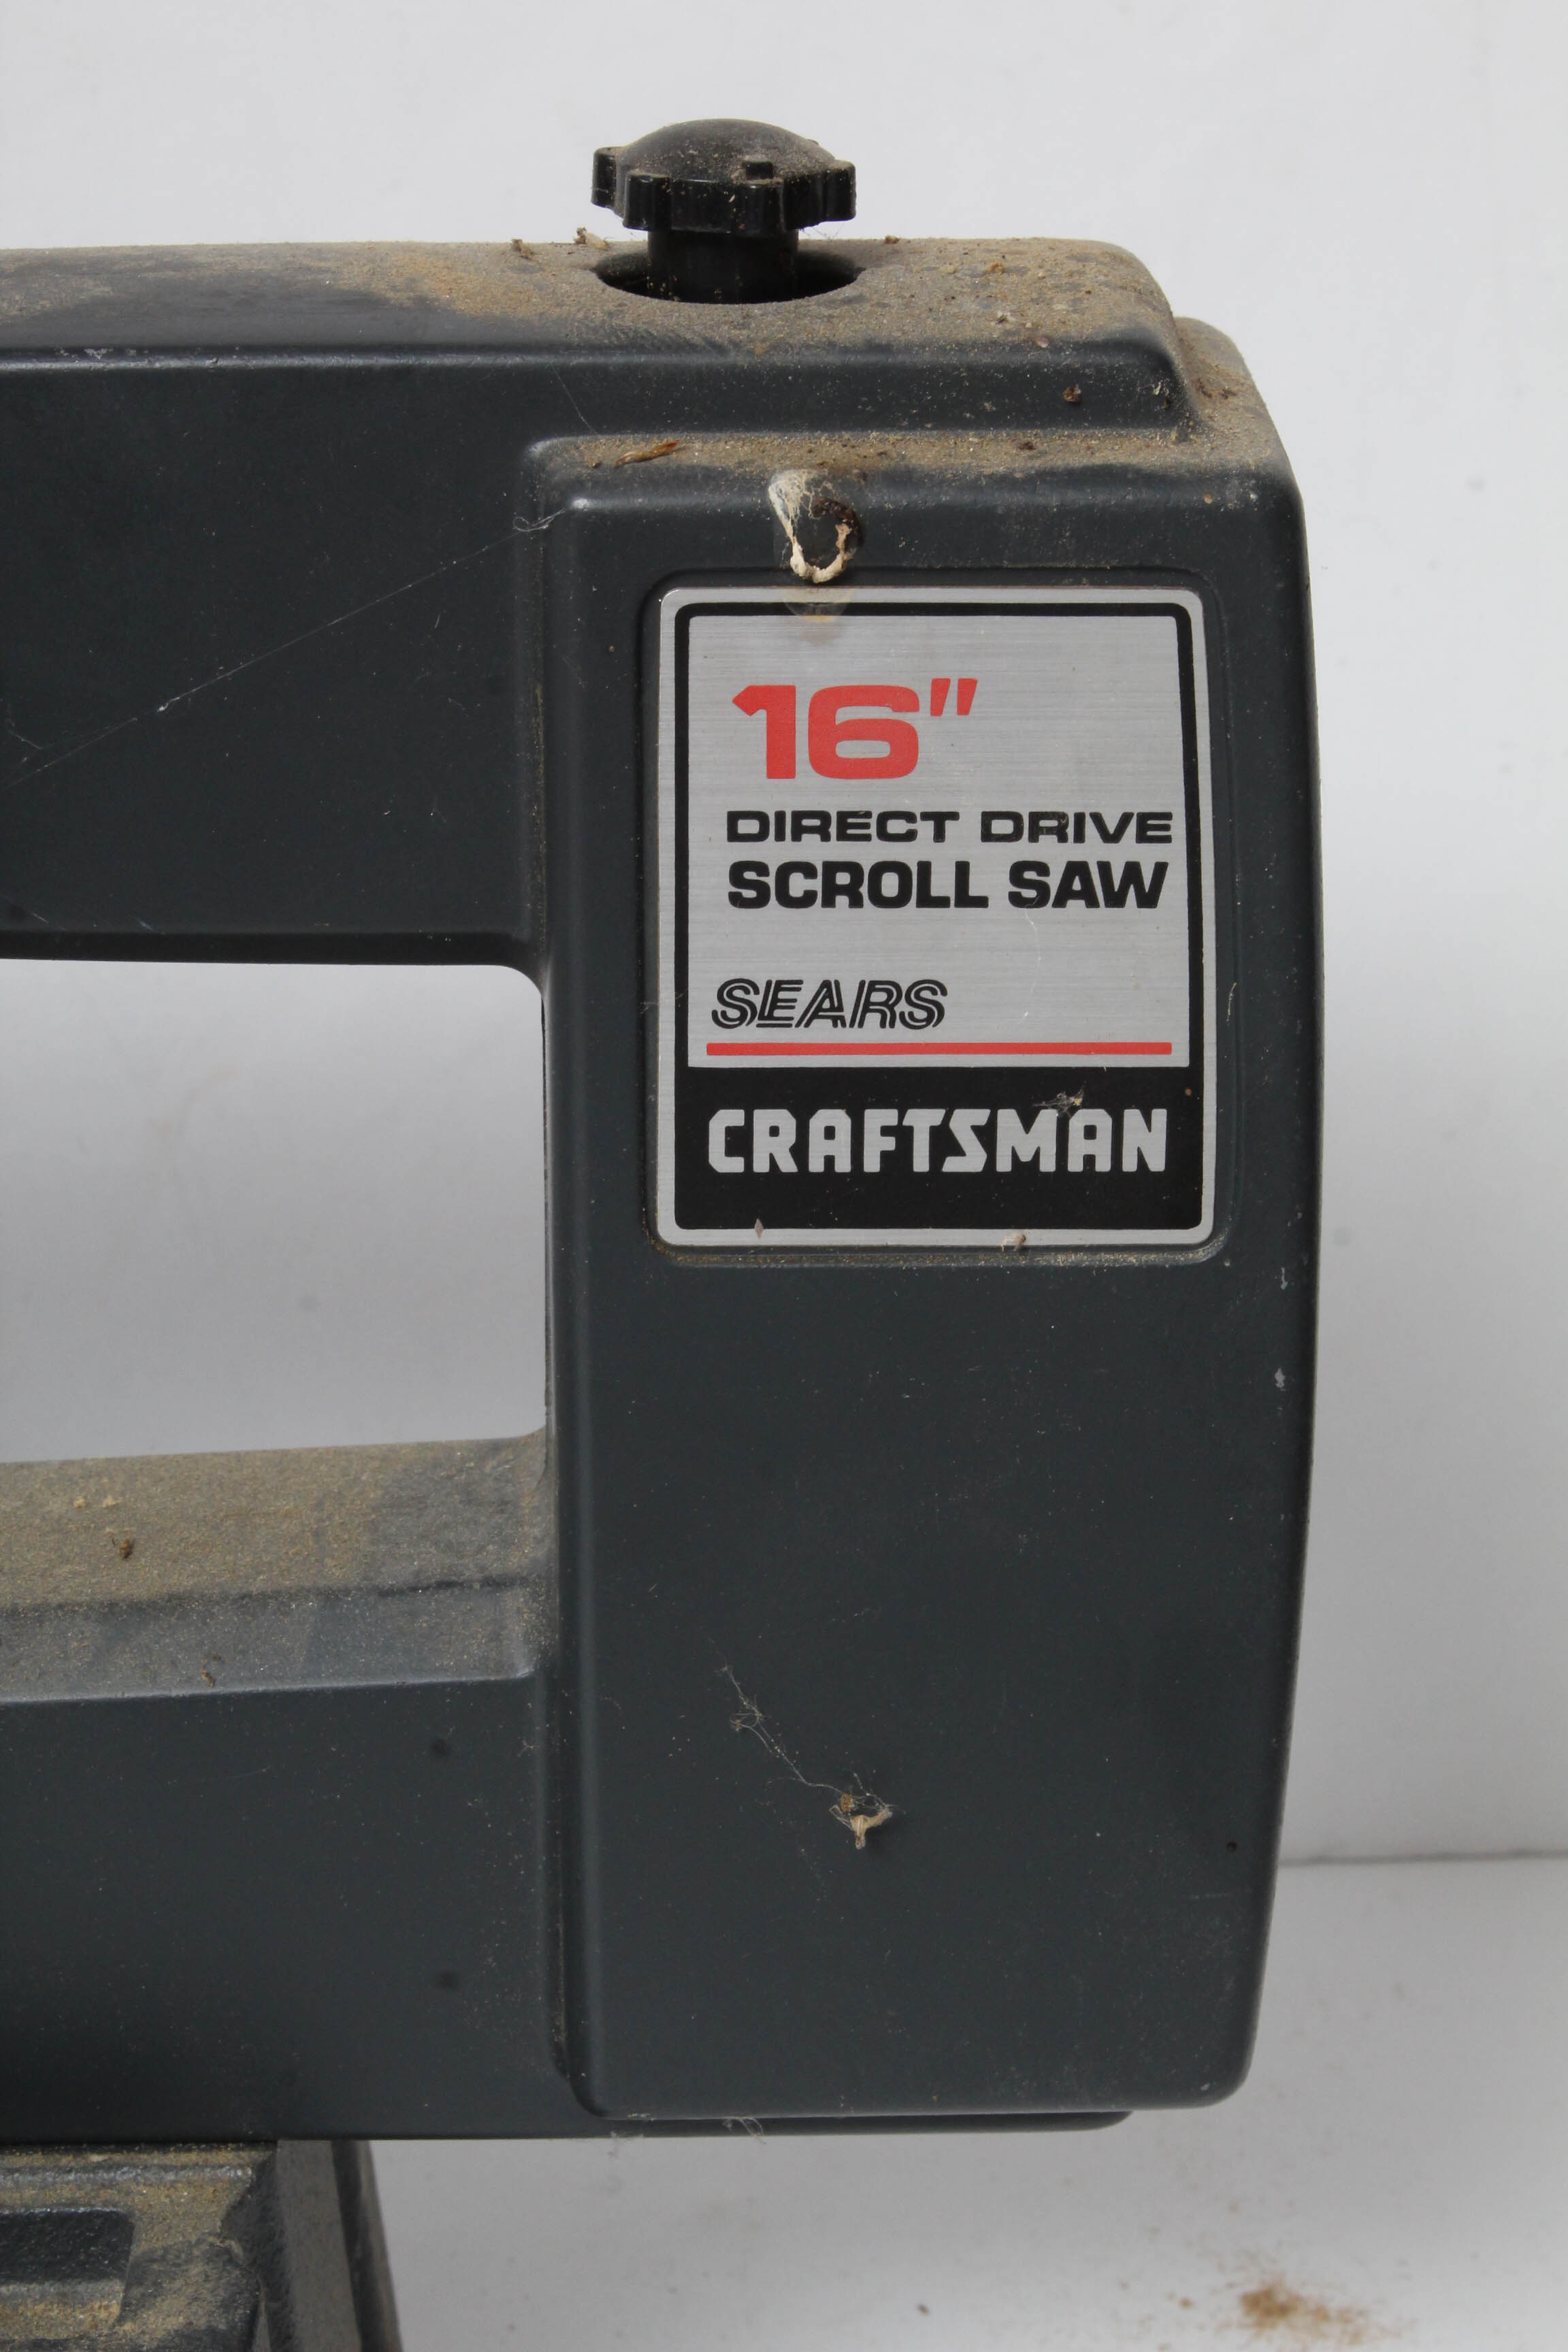 16"
DIRECT DRIVE
SCROLL SAW
SEARS
CRAFTSMAN